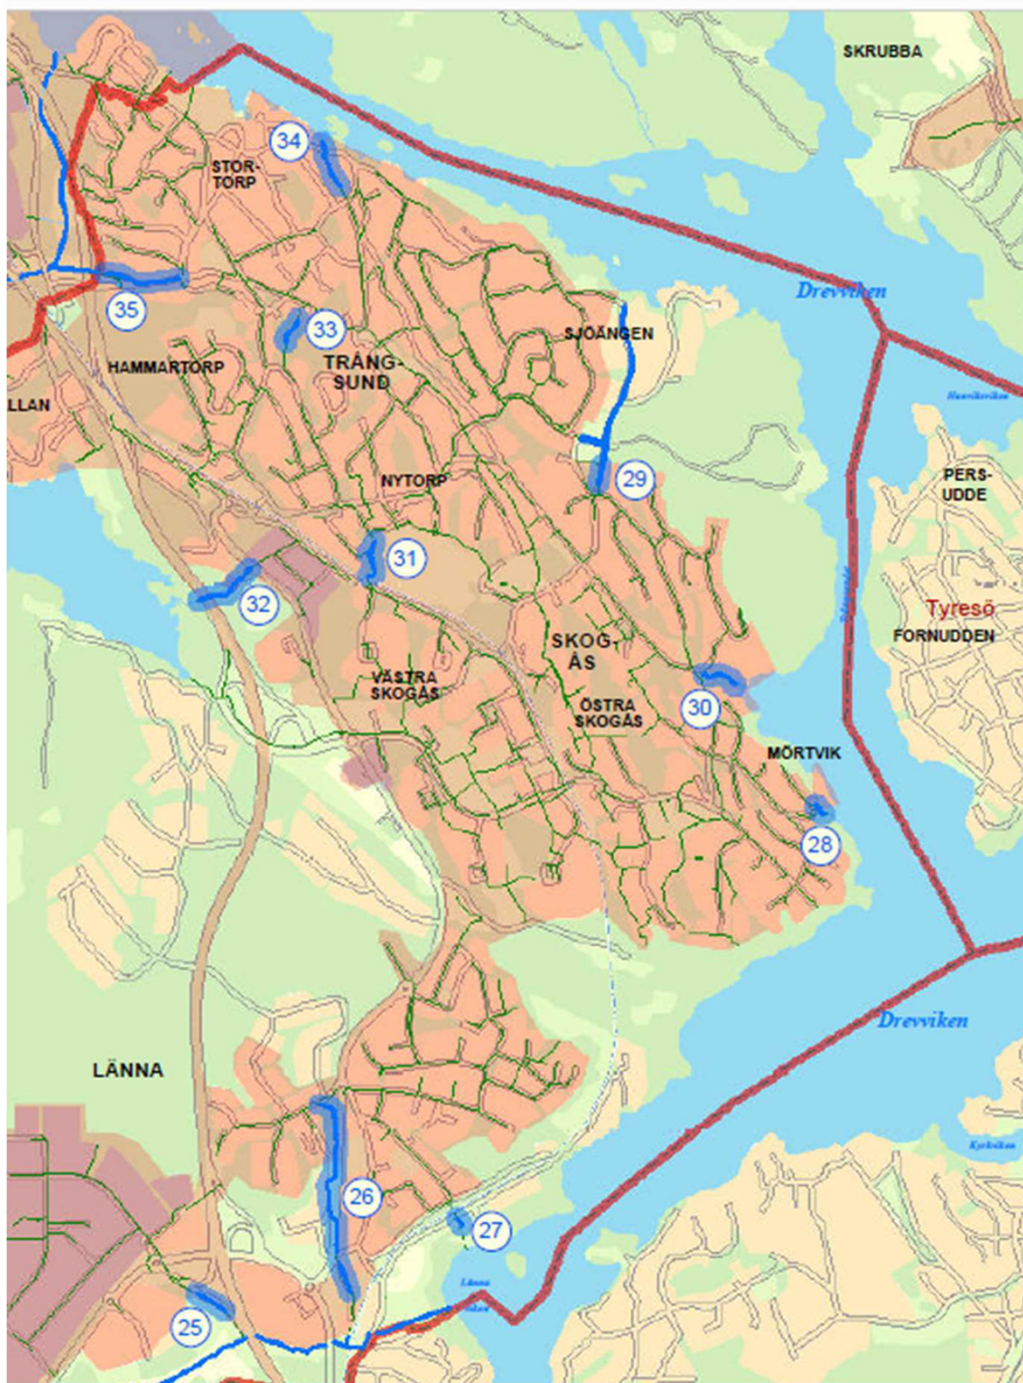 SKRUBBA
34
STOR-
TORP
Drevviken
35
33
SJÖÄNGEN
HAMMARTORP
TRÅNG-
SUND
LLAN
NYTORP
29
PERS-
UDDE
31
32
Tyresö
FORNUDDEN
SKOG-
ÅS
VÄSTRA
SKOGÅS
ÖSTRA
SKOGÅS
30
MÖRTVIK
28
Drevviken
LÄNNA
26
27
Länna
25